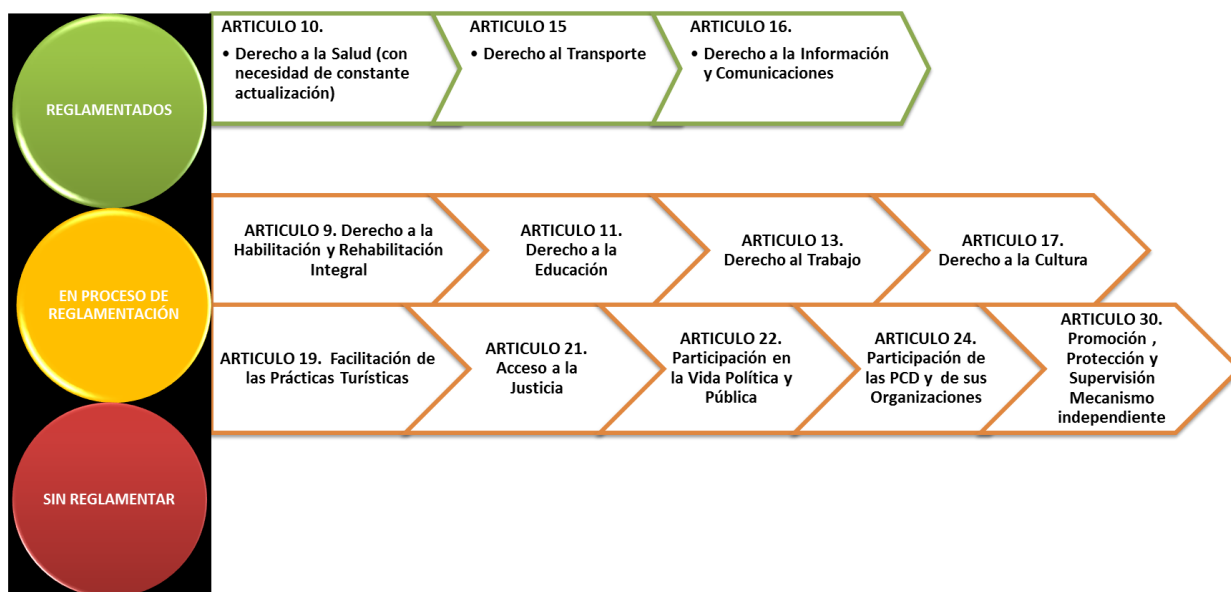 REGLAMENTADOS
ARTICULO 10.
• Derecho a la Salud (con
necesidad de constante
actualización)
ARTICULO 15
• Derecho al Transporte
ARTICULO 16.
• Derecho a la Información
y Comunicaciones
EN PROCESO DE
REGLAMENTACIÓN
ARTICULO 9. Derecho a la
Habilitación y Rehabilitación
Integral
ARTICULO 11.
Derecho a la
Educación
ARTICULO 13.
Derecho al Trabajo
ARTICULO 17.
Derecho a la Cultura
ARTICULO 19.  Facilitación de
las Prácticas Turísticas
ARTICULO 21.
Acceso a la
Justicia
ARTICULO 22.
Participación en
la Vida Política y
Pública
ARTICULO 24.
Participación de
las PCD y  de sus
Organizaciones
ARTICULO 30.
Promoción ,
Protección y
Supervisión
Mecanismo
independiente
SIN REGLAMENTAR